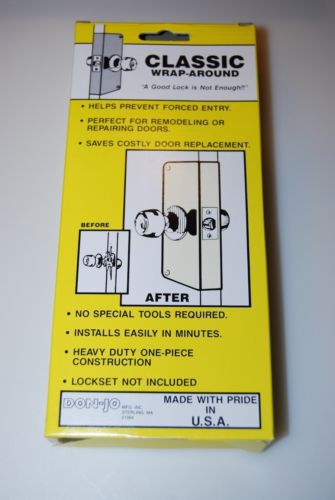 CLASSIC
WRAP-AROUND
"A Good Lock is Not Enough!!"
• HELPS PREVENT FORCED ENTRY.
• PERFECT FOR REMODELING OR
REPAIRING DOORS.
• SAVES COSTLY DOOR REPLACEMENT.
BEFORE
AFTER
• NO SPECIAL TOOLS REQUIRED.
• INSTALLS EASILY IN MINUTES.
• HEAVY DUTY ONE-PIECE
CONSTRUCTION
• LOCKSET NOT INCLUDED
DON-JO MFG. INC.
STERLING, MA
01564
MADE WITH PRIDE
IN
U.S.A.